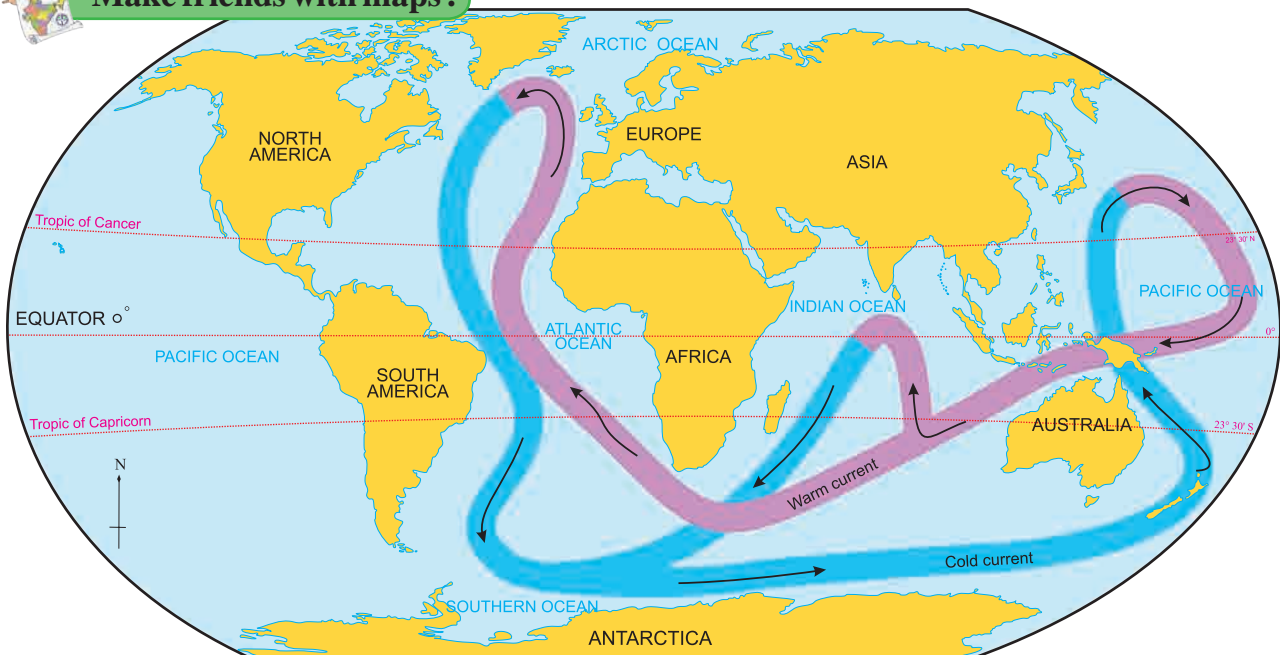 Make friends with maps !
ARCTIC OCEAN
NORTH
AMERICA
EUROPE
ASIA
Tropic of Cancer
23° 30' N
PACIFIC OCEAN
INDIAN OCEAN
EQUATOR 0°
0°
ATLANTIC
OCEAN
PACIFIC OCEAN
AFRICA
SOUTH
AMERICA
Tropic of Capricorn
AUSTRALIA
23° 30' S
N
Warm current
Cold current
SOUTHERN OCEAN
ANTARCTICA